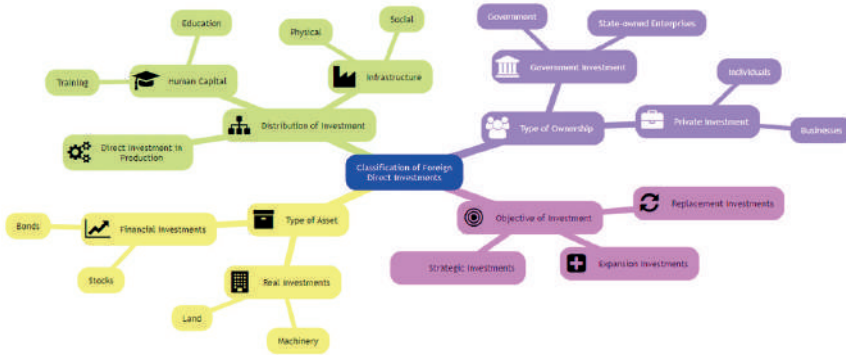 Education
Training
Human Capital
Physical
Social
Infrastructure
Distribution of Investment
Direct Investment in
Production
Government
State-owned Enterprises
Government Investment
Individuals
Type of Ownership
Private Investment
Businesses
Classification of Foreign
Direct Investments
Bonds
Financial Investments
Type of Asset
Stocks
Real Investments
Land
Machinery
Objective of Investment
Replacement Investments
Strategic Investments
Expansion Investments